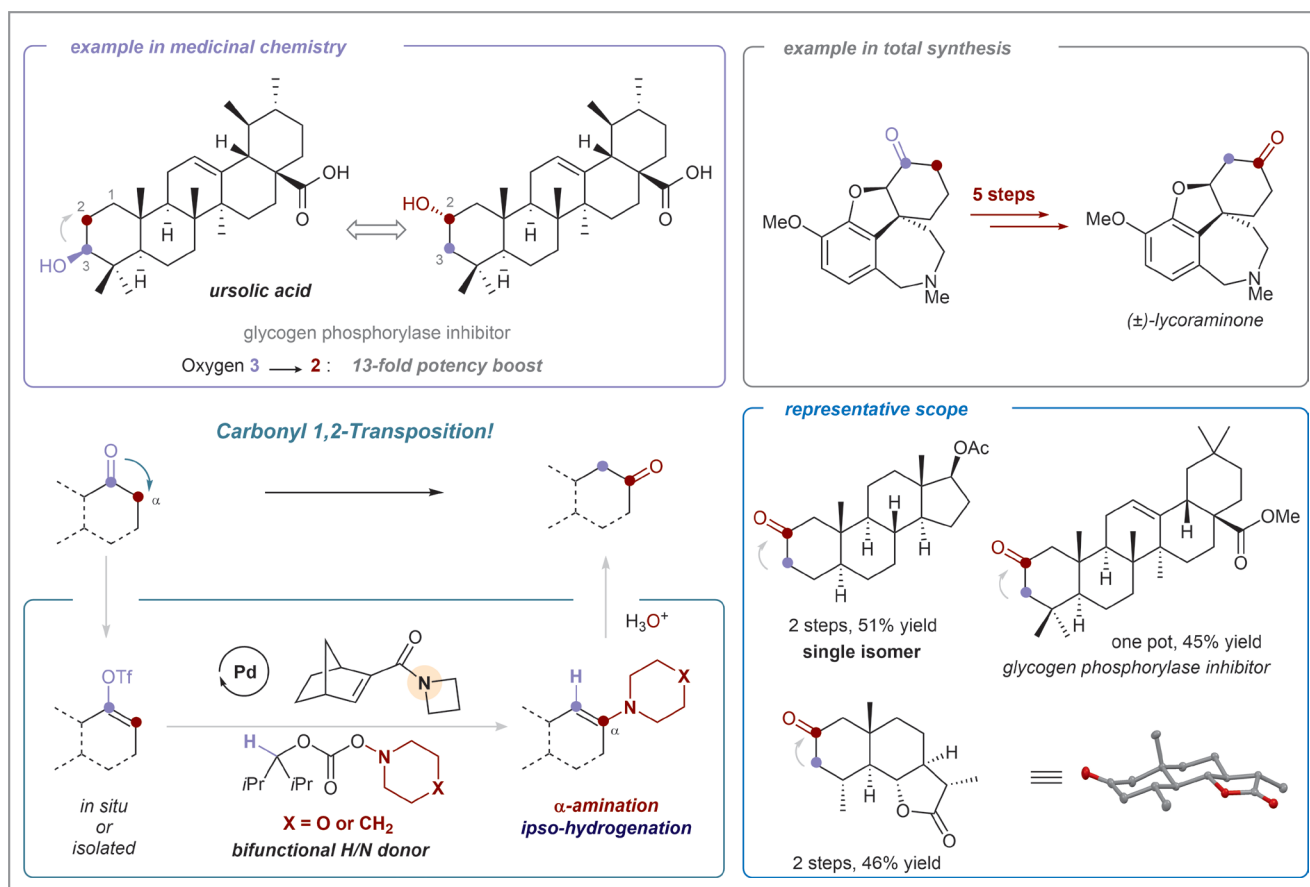 example in medicinal chemistry
H
OH
O
H
H
HO
1
2
3
ursolic acid
H
OH
O
H
H
HO
2
3
glycogen phosphorylase inhibitor
Oxygen 3 → 2 : 13-fold potency boost
example in total synthesis
O
O
MeO
N
Me
5 steps
O
O
MeO
N
Me
(±)-lycoraminone
Carbonyl 1,2-Transposition!
O
α
O
OTf
in situ
or
isolated
Pd
O
N
H
O
O
O
N
X
iPr
iPr
X = O or CH₂
bifunctional H/N donor
H₃O⁺
H
N
X
α
α-amination
ipso-hydrogenation
representative scope
OAc
O
H
H
H
H
2 steps, 51% yield
single isomer
O
H
H
H
OMe
O
one pot, 45% yield
glycogen phosphorylase inhibitor
O
H
H
O
O
2 steps, 46% yield